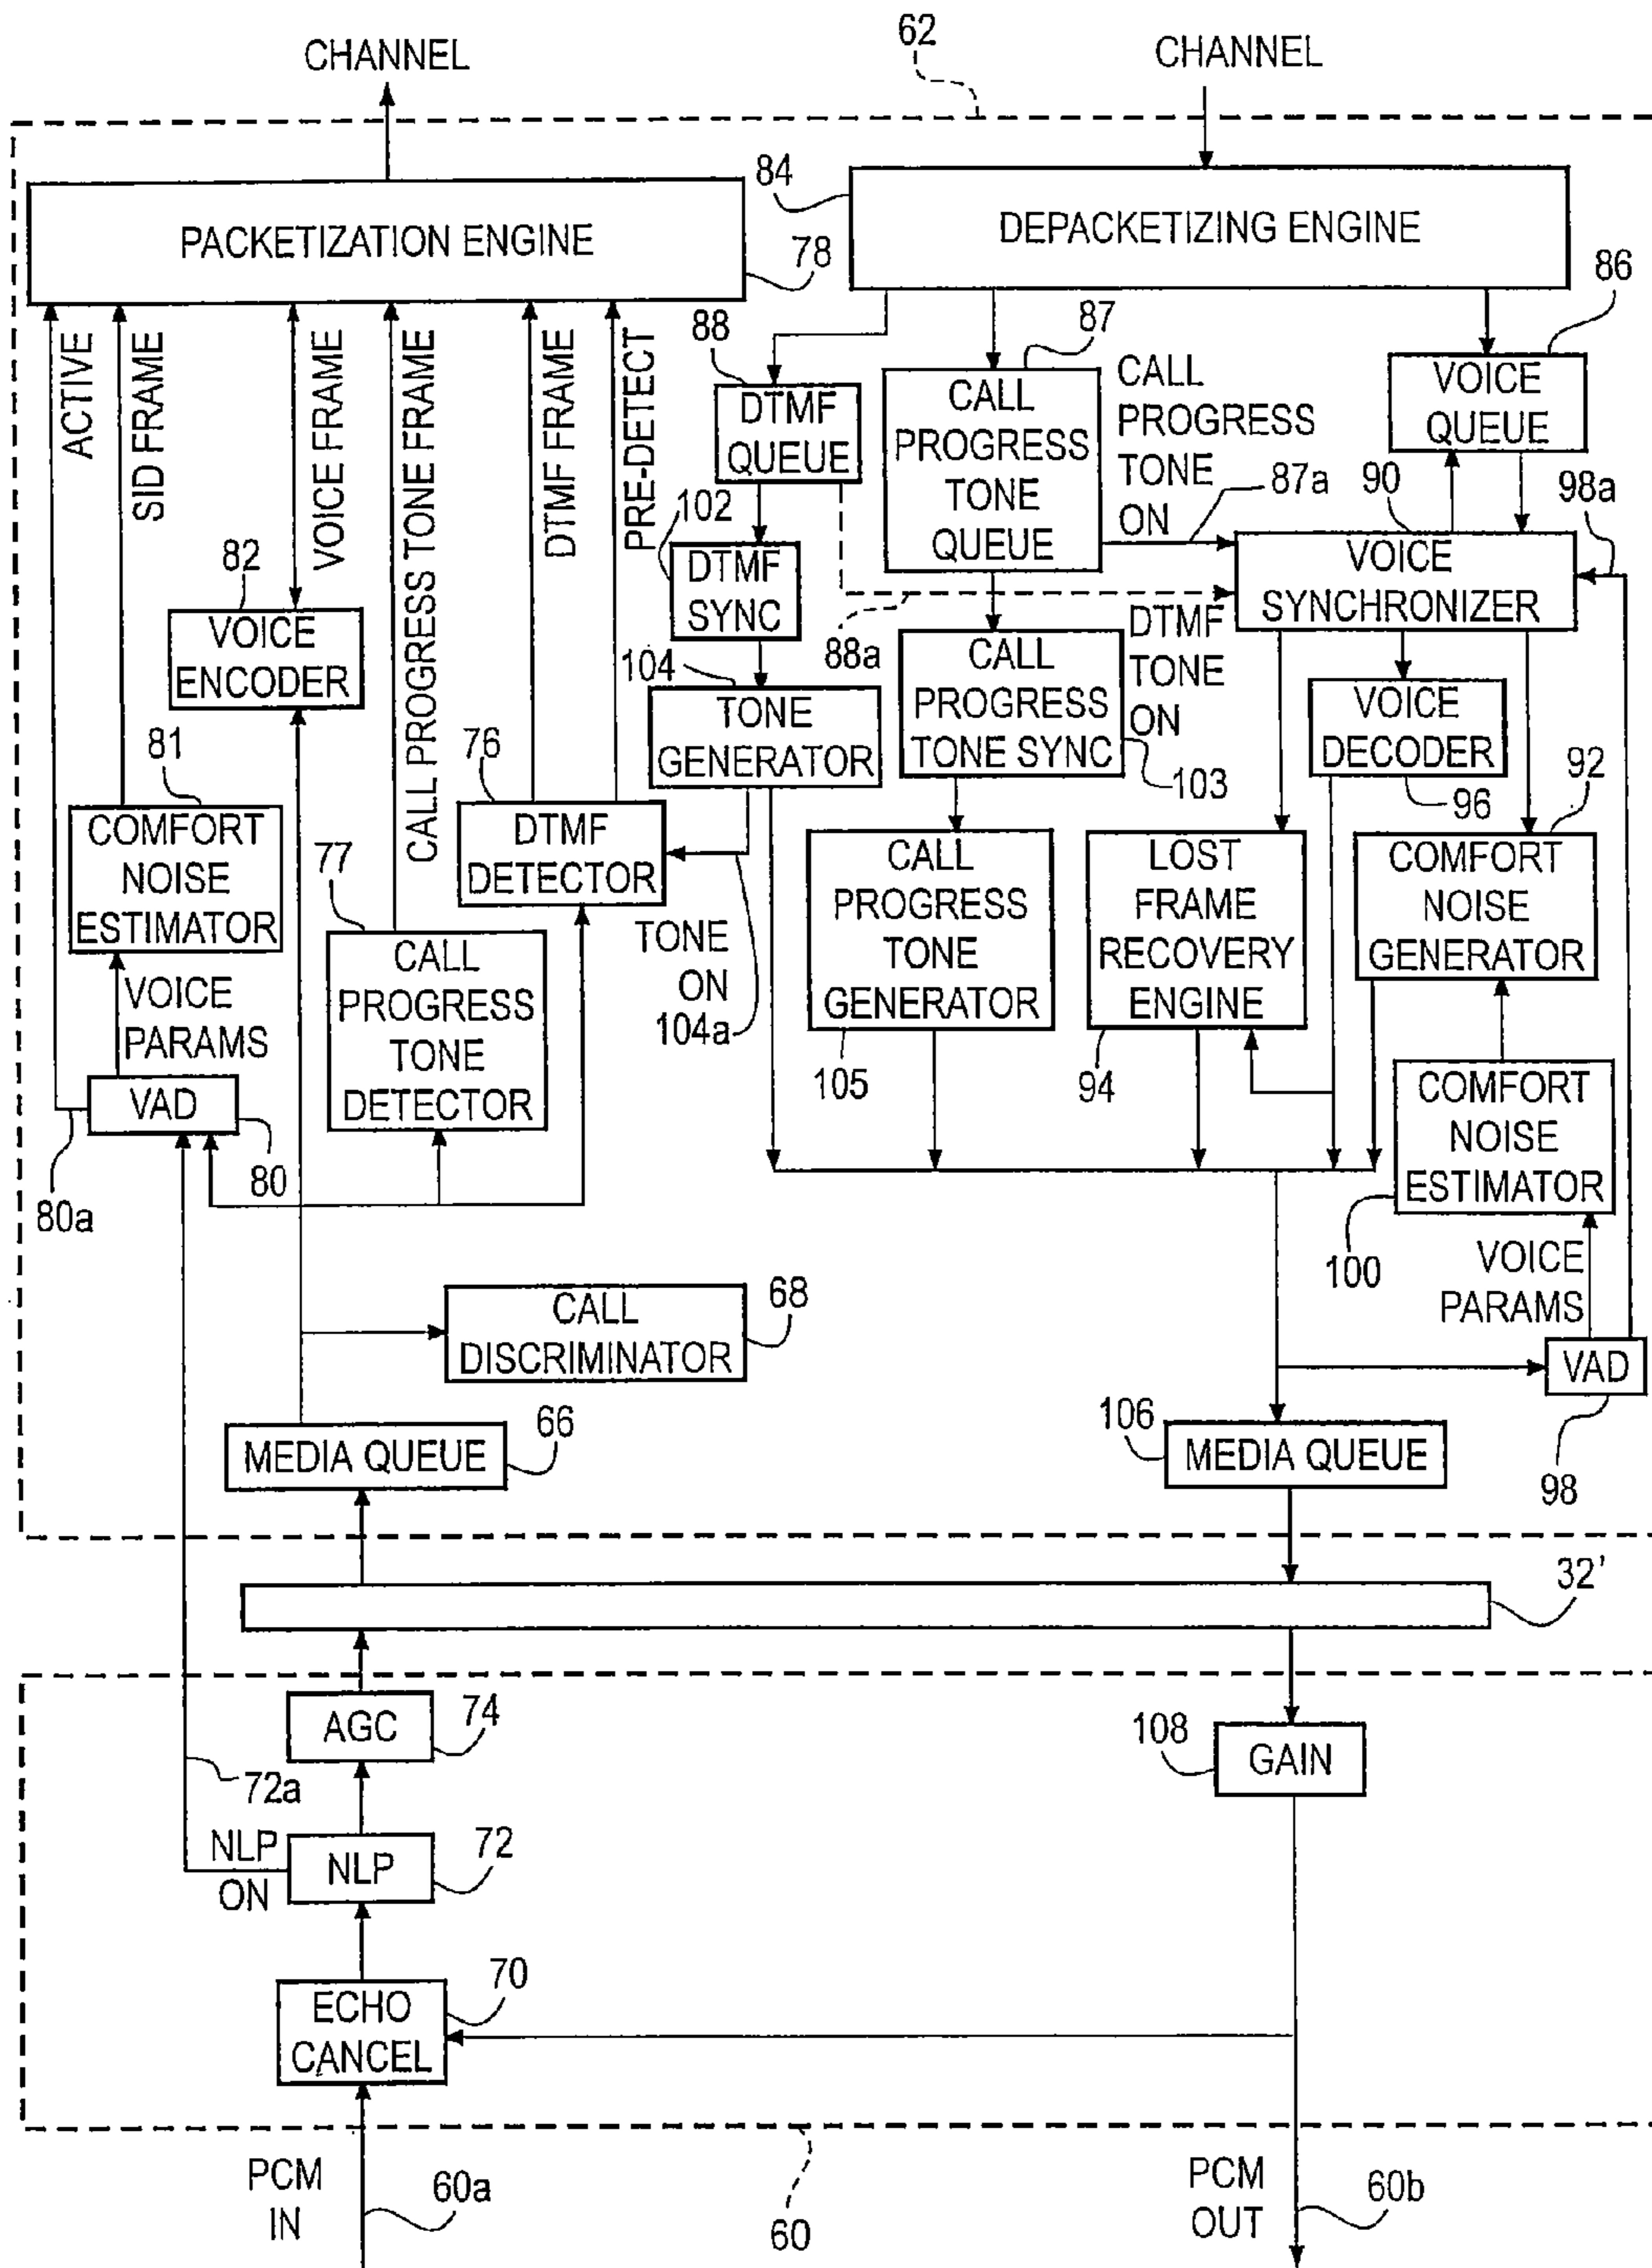 62
CHANNEL
CHANNEL
84
PACKETIZATION ENGINE
78
DEPACKETIZING ENGINE
86
ACTIVE
SID FRAME
VOICE FRAME
CALL PROGRESS TONE FRAME
DTMF FRAME
PRE-DETECT
88
DTMF
QUEUE
87
CALL
PROGRESS
TONE
QUEUE
CALL
PROGRESS
TONE
ON
87a
VOICE
QUEUE
90
98a
102
DTMF
SYNC
VOICE
SYNCHRONIZER
82
VOICE
ENCODER
88a
DTMF
TONE
ON
104
TONE
GENERATOR
CALL
PROGRESS
TONE SYNC
103
VOICE
DECODER
96
92
81
COMFORT
NOISE
ESTIMATOR
76
DTMF
DETECTOR
77
CALL
PROGRESS
TONE
DETECTOR
TONE
ON
104a
CALL
PROGRESS
TONE
GENERATOR
105
LOST
FRAME
RECOVERY
ENGINE
94
COMFORT
NOISE
GENERATOR
VOICE
PARAMS
VAD
80
80a
COMFORT
NOISE
ESTIMATOR
100
VOICE
PARAMS
CALL
DISCRIMINATOR
68
VAD
98
MEDIA QUEUE
66
106
MEDIA QUEUE
32'
AGC
74
108
GAIN
72a
NLP
ON
NLP
72
70
ECHO
CANCEL
PCM
IN
60a
60
PCM
OUT
60b